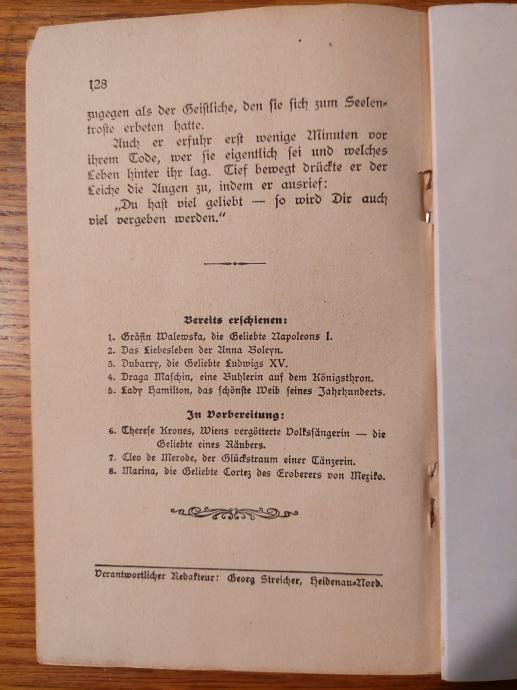 128
zugegen als der Geistliche, den sie sich zum Seelen-
troste erbeten hatte.
Auch er erfuhr erst wenige Minuten vor
ihrem Tode, wer sie eigentlich sei und welches
Leben hinter ihr lag. Tief bewegt drückte er der
Leiche die Augen zu, indem er ausrief:
„Du hast viel geliebt — so wird Dir auch
viel vergeben werden.“
Bereits erschienen:
1. Gräfin Walewska, die Geliebte Napoleons I.
2. Das Liebesleben der Anna Boleyn.
3. Dubarry, die Geliebte Ludwigs XV.
4. Draga Maschin, eine Buhlerin auf dem Königsthron.
5. Lady Hamilton, das schönste Weib seines Jahrhunderts.
In Vorbereitung:
6. Therese Krones, Wiens vergötterte Volkssängerin — die
Geliebte eines Räubers.
7. Cleo de Merode, der Glückstraum einer Tänzerin.
8. Marina, die Geliebte Cortez des Eroberers von Mexiko.
Verantwortlicher Redakteur: Georg Streicher, Heidenau-Nord.